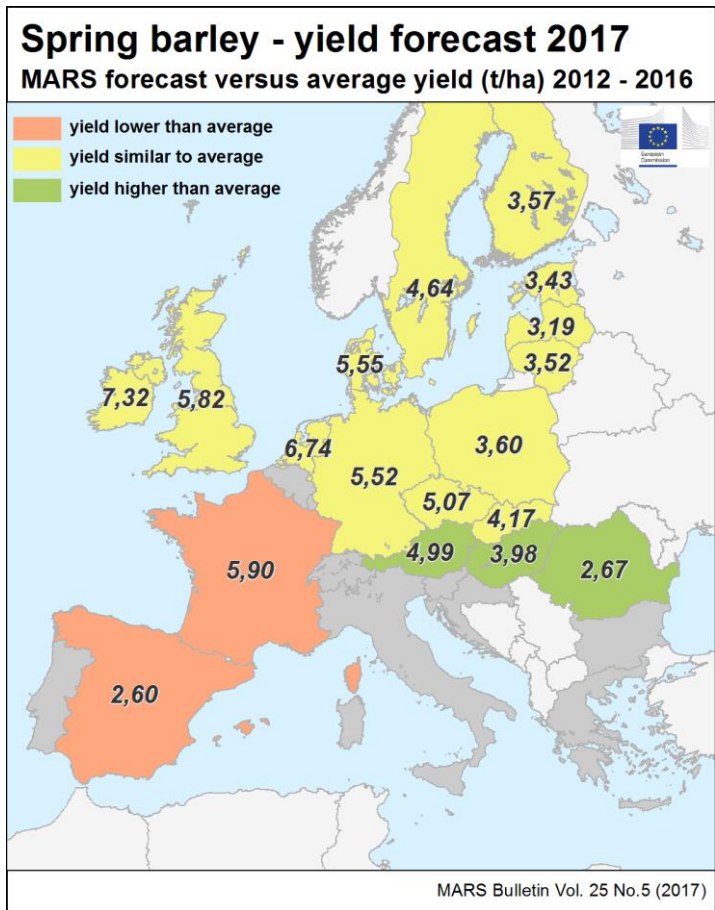 Spring barley - yield forecast 2017
MARS forecast versus average yield (t/ha) 2012 - 2016
yield lower than average
yield similar to average
yield higher than average
European
Commission
3,57
4,64
3,43
3,19
3,52
5,55
7,32
5,82
6,74
3,60
5,52
5,07
4,17
4,99
3,98
2,67
5,90
2,60
MARS Bulletin Vol. 25 No.5 (2017)